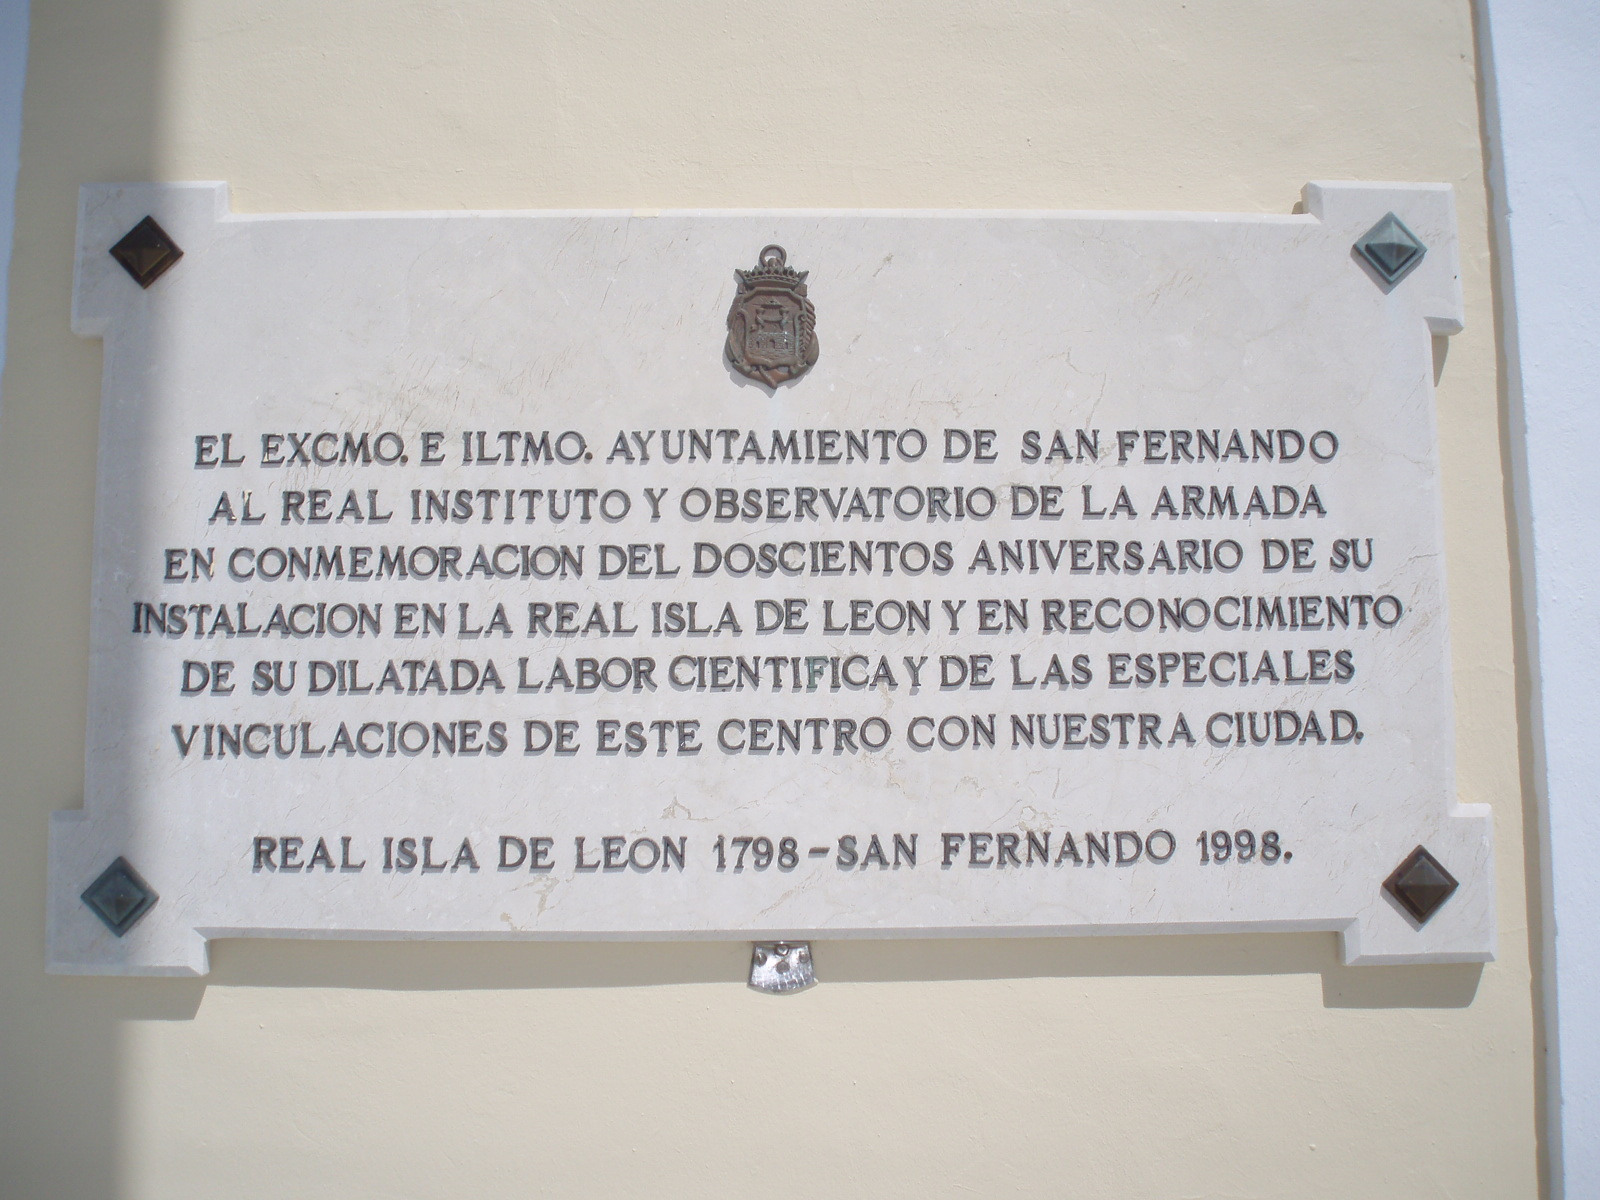 EL EXCMO. E ILTMO. AYUNTAMIENTO DE SAN FERNANDO
AL REAL INSTITUTO Y OBSERVATORIO DE LA ARMADA
EN CONMEMORACION DEL DOSCIENTOS ANIVERSARIO DE SU
INSTALACION EN LA REAL ISLA DE LEON Y EN RECONOCIMIENTO
DE SU DILATADA LABOR CIENTIFICA Y DE LAS ESPECIALES
VINCULACIONES DE ESTE CENTRO CON NUESTRA CIUDAD.
REAL ISLA DE LEON 1798 - SAN FERNANDO 1998.